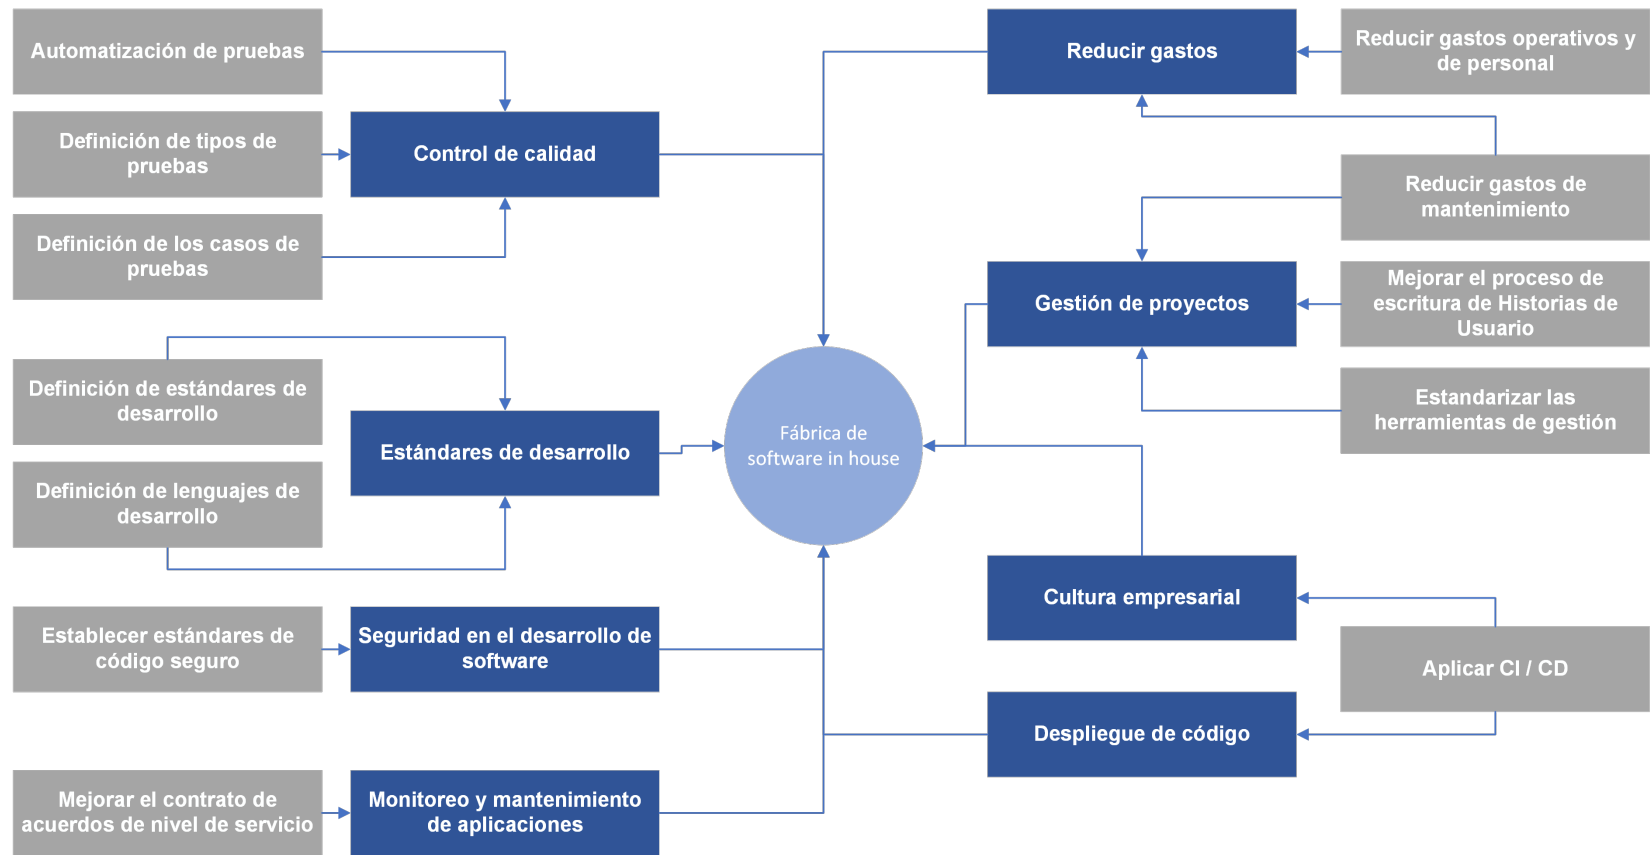 Automatización de pruebas
Definición de tipos de
pruebas
Definición de los casos de
pruebas
Control de calidad
Definición de estándares de
desarrollo
Definición de lenguajes de
desarrollo
Estándares de desarrollo
Establecer estándares de
código seguro
Seguridad en el desarrollo de
software
Mejorar el contrato de
acuerdos de nivel de servicio
Monitoreo y mantenimiento
de aplicaciones
Fábrica de
software in house
Reducir gastos
Reducir gastos operativos y
de personal
Reducir gastos de
mantenimiento
Gestión de proyectos
Mejorar el proceso de
escritura de Historias de
Usuario
Estandarizar las
herramientas de gestión
Cultura empresarial
Aplicar CI / CD
Despliegue de código